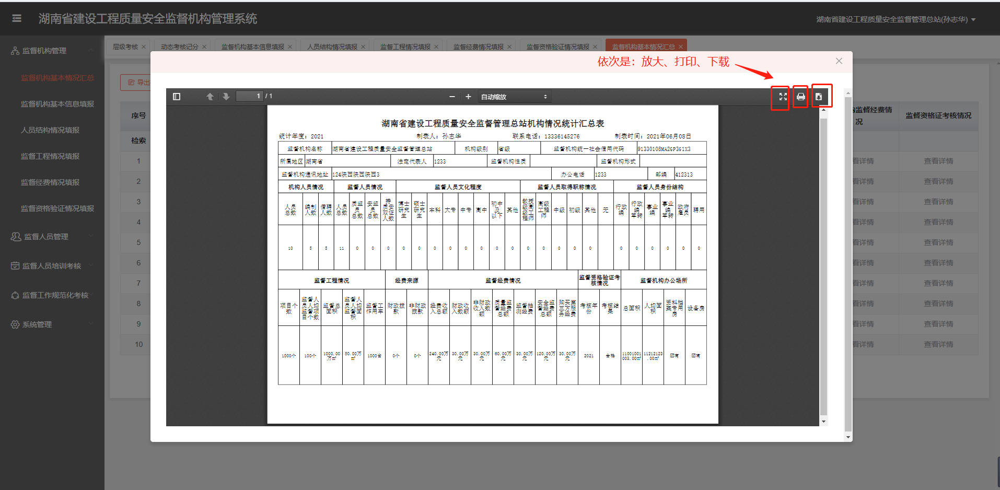 湖南省建设工程质量安全监督机构管理系统
湖南省建设工程质量安全监督管理总站(孙志华)
层级考核 × 动态考核记分 × 监督机构基本信息填报 × 人员结构情况填报 × 监督工程情况填报 × 监督经费情况填报 × 监督资格验证情况填报 × 监督机构基本情况汇总 ×
监督机构管理
监督机构基本情况汇总
监督机构基本信息填报
人员结构情况填报
监督工程情况填报
监督经费情况填报
监督资格验证情况填报
监督人员管理
监督人员培训考核
监督工作规范化考核
系统管理
导出
序号
检索
1
2
3
4
5
6
7
8
9
10
依次是：放大、打印、下载
1 / 1
自动缩放
湖南省建设工程质量安全监督管理总站机构情况统计汇总表
统计年度：2021 制表人：孙志华 联系电话：13336145276 制表时间：2021年06月08日
监督机构名称 湖南省建设工程质量安全监督管理总站 机构级别 省级 监督机构统一社会信用代码 91330108MA2GP3G1X3
所属地区 湖南省 法定代表人 1233 监督机构性质 监督机构形式
监督机构通讯地址 124陕西陕西陕西3 办公电话 1233 邮编 412313
机构人员情况 监督人员情况 监督人员文化程度 监督人员取得职称情况 监督人员身份结构
人员总数 编制人数 借聘人数 人员总数 质监员总数 安监员总数 持质安双证人数 博士研究生 硕士研究生 本科 大专 中专 高中 初中及以下 其他 教授级高级工程师 高级工程师 中级 初级 其他 无 行政编 行政编军转 事业编 事业编军转 政府雇员 聘用
10 5 5 11 0 0 0 0 0 0 0 0 0 0 0 0 0 0 0 0 0 0 0 0 0 0
监督工程情况 经费来源 监督经费情况 监督资格验证考核情况 监督机构办公场所
项目个数 监督人员人均监督项目个数 监督总面积 监督人员人均监督面积 监督工作用车 财政拨款 非财政拨款 经费收入总额 财政收入数额 非财政收入数额 质量监督经费总额 监督抽测经费 安全监督经费总额 购买第三方服务经费 考核年份 考核结果 总面积 人均面积 资料档案专用房 设备房
1000个 100个 1000.00万㎡ 50.00万㎡ 1000台 0个 0个 240.00万元 30.00万元 30.00万元 60.00万元 30.00万元 120.00万元 30.00万元 2021 合格 11001001003.00㎡ 11212123.00㎡ ☑有 ☑有
监督经费情况 监督资格证考核情况
看详情 查看详情
看详情 查看详情
看详情 查看详情
看详情 查看详情
看详情 查看详情
看详情 查看详情
看详情 查看详情
看详情 查看详情
看详情 查看详情
看详情 查看详情